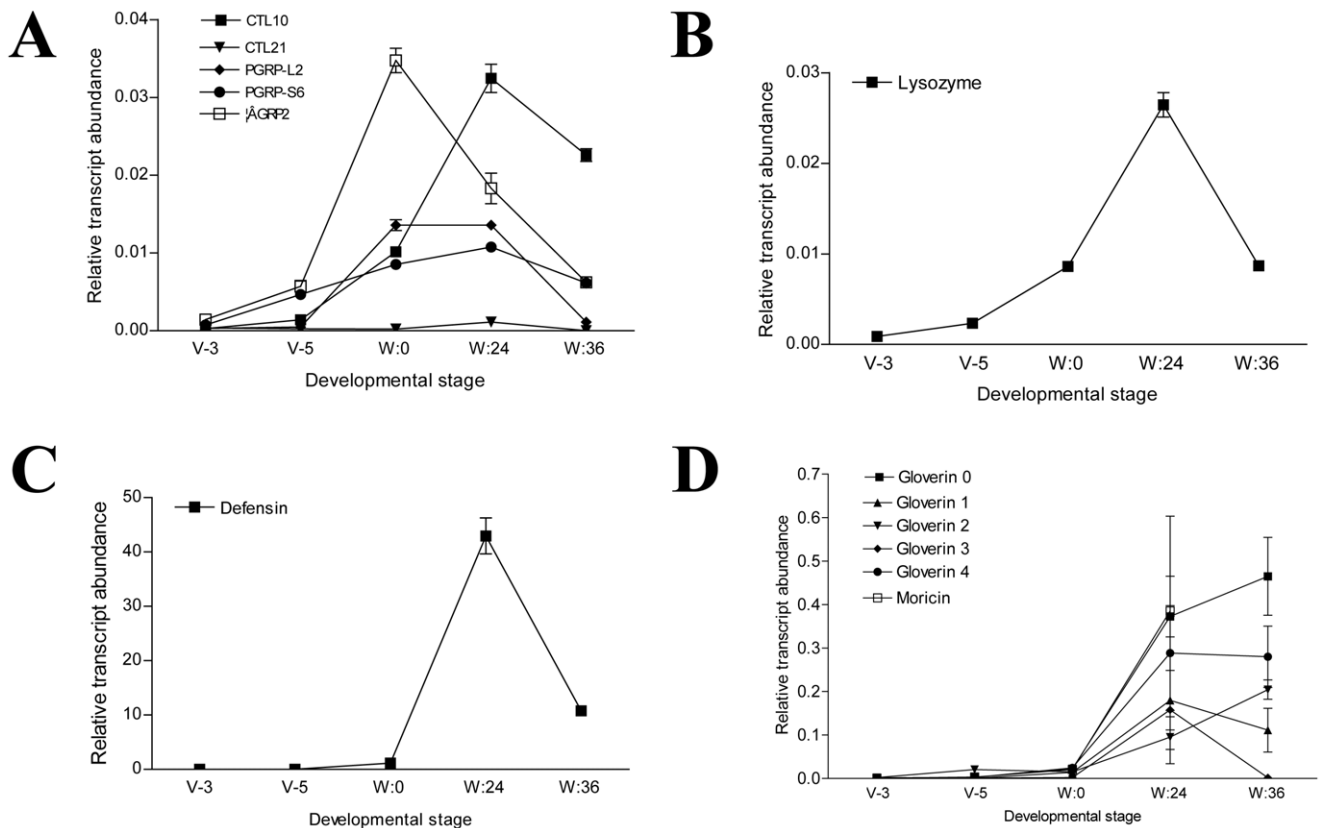 A
CTL10
CTL21
PGRP-L2
PGRP-S6
¦ÂGRP2
0.04
0.03
0.02
0.01
0.00
Relative transcript abundance
V-3 V-5 W:0 W:24 W:36
Developmental stage
B
Lysozyme
0.03
0.02
0.01
0.00
Relative transcript abundance
V-3 V-5 W:0 W:24 W:36
Developmental stage
C
Defensin
50
40
30
20
10
0
Relative transcript abundance
V-3 V-5 W:0 W:24 W:36
Developmental stage
D
Gloverin 0
Gloverin 1
Gloverin 2
Gloverin 3
Gloverin 4
Moricin
0.7
0.6
0.5
0.4
0.3
0.2
0.1
0.0
Relative transcript abundance
V-3 V-5 W:0 W:24 W:36
Developmental stage